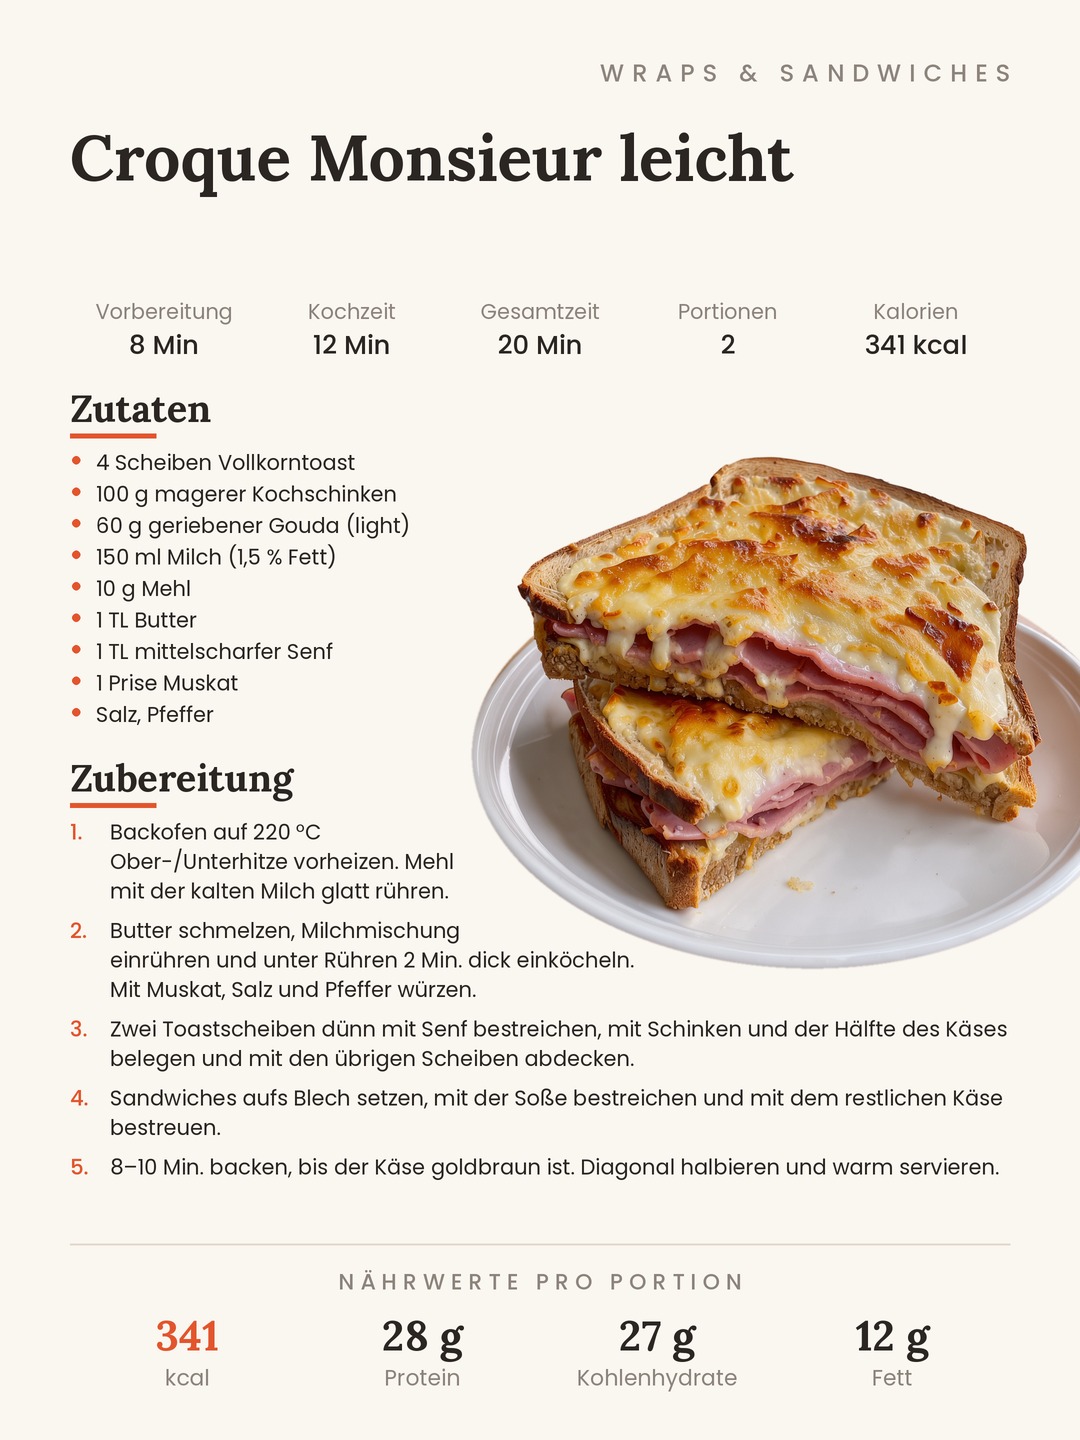 WRAPS & SANDWICHES
Croque Monsieur leicht
Vorbereitung Kochzeit Gesamtzeit Portionen Kalorien
8 Min 12 Min 20 Min 2 341 kcal
Zutaten
• 4 Scheiben Vollkorntoast
• 100 g magerer Kochschinken
• 60 g geriebener Gouda (light)
• 150 ml Milch (1,5 % Fett)
• 10 g Mehl
• 1 TL Butter
• 1 TL mittelscharfer Senf
• 1 Prise Muskat
• Salz, Pfeffer
Zubereitung
1. Backofen auf 220 °C
Ober-/Unterhitze vorheizen. Mehl
mit der kalten Milch glatt rühren.
2. Butter schmelzen, Milchmischung
einrühren und unter Rühren 2 Min. dick einköcheln.
Mit Muskat, Salz und Pfeffer würzen.
3. Zwei Toastscheiben dünn mit Senf bestreichen, mit Schinken und der Hälfte des Käses
belegen und mit den übrigen Scheiben abdecken.
4. Sandwiches aufs Blech setzen, mit der Soße bestreichen und mit dem restlichen Käse
bestreuen.
5. 8–10 Min. backen, bis der Käse goldbraun ist. Diagonal halbieren und warm servieren.
NÄHRWERTE PRO PORTION
341 28 g 27 g 12 g
kcal Protein Kohlenhydrate Fett